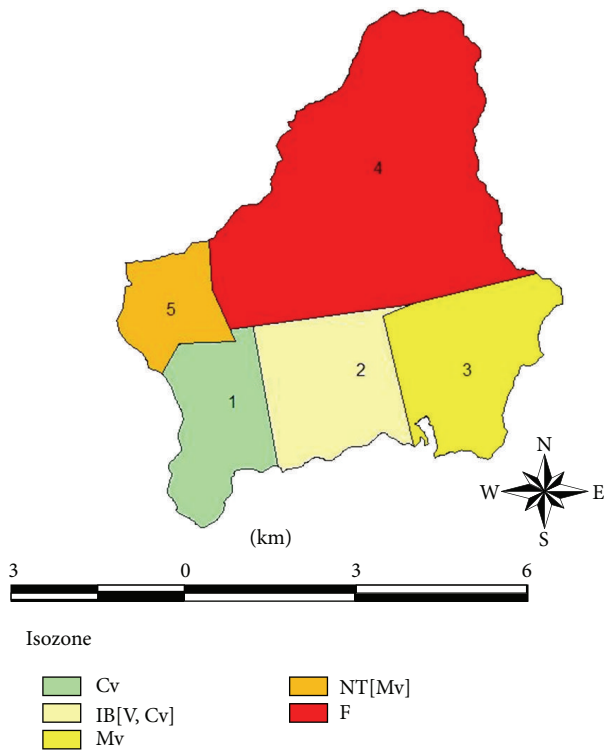 4
5
2
3
1
N
W E
S
(km)
3 0 3 6
Isozone
Cv NT[Mv]
IB[V, Cv] F
Mv